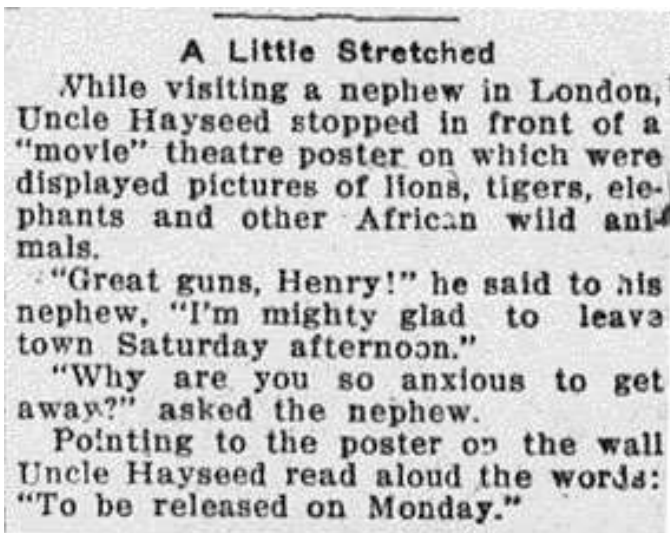 A Little Stretched
While visiting a nephew in London,
Uncle Hayseed stopped in front of a
"movie" theatre poster on which were
displayed pictures of lions, tigers, ele-
phants and other African wild ani-
mals.
"Great guns, Henry!" he said to his
nephew, "I'm mighty glad to leave
town Saturday afternoon."
"Why are you so anxious to get
away?" asked the nephew.
Pointing to the poster on the wall
Uncle Hayseed read aloud the words:
"To be released on Monday."